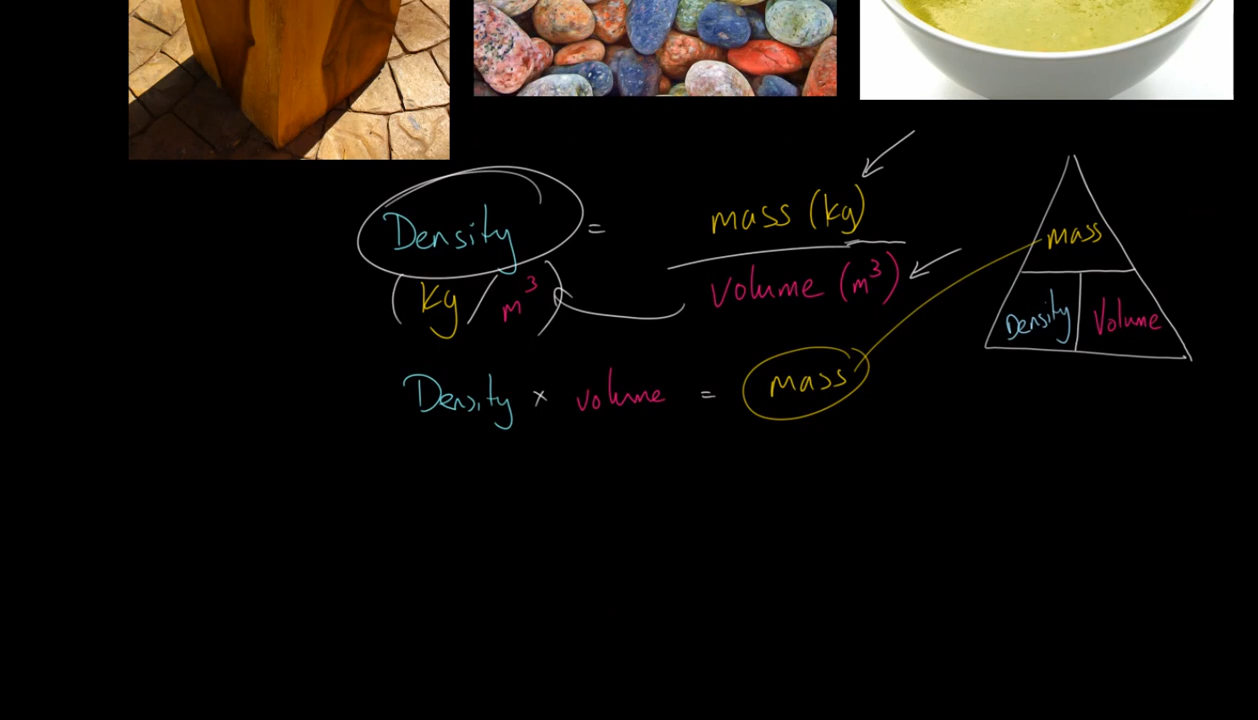 Density = mass (kg)
volume (m³)
(kg/m³)
Density × volume = mass
mass
Density
Volume